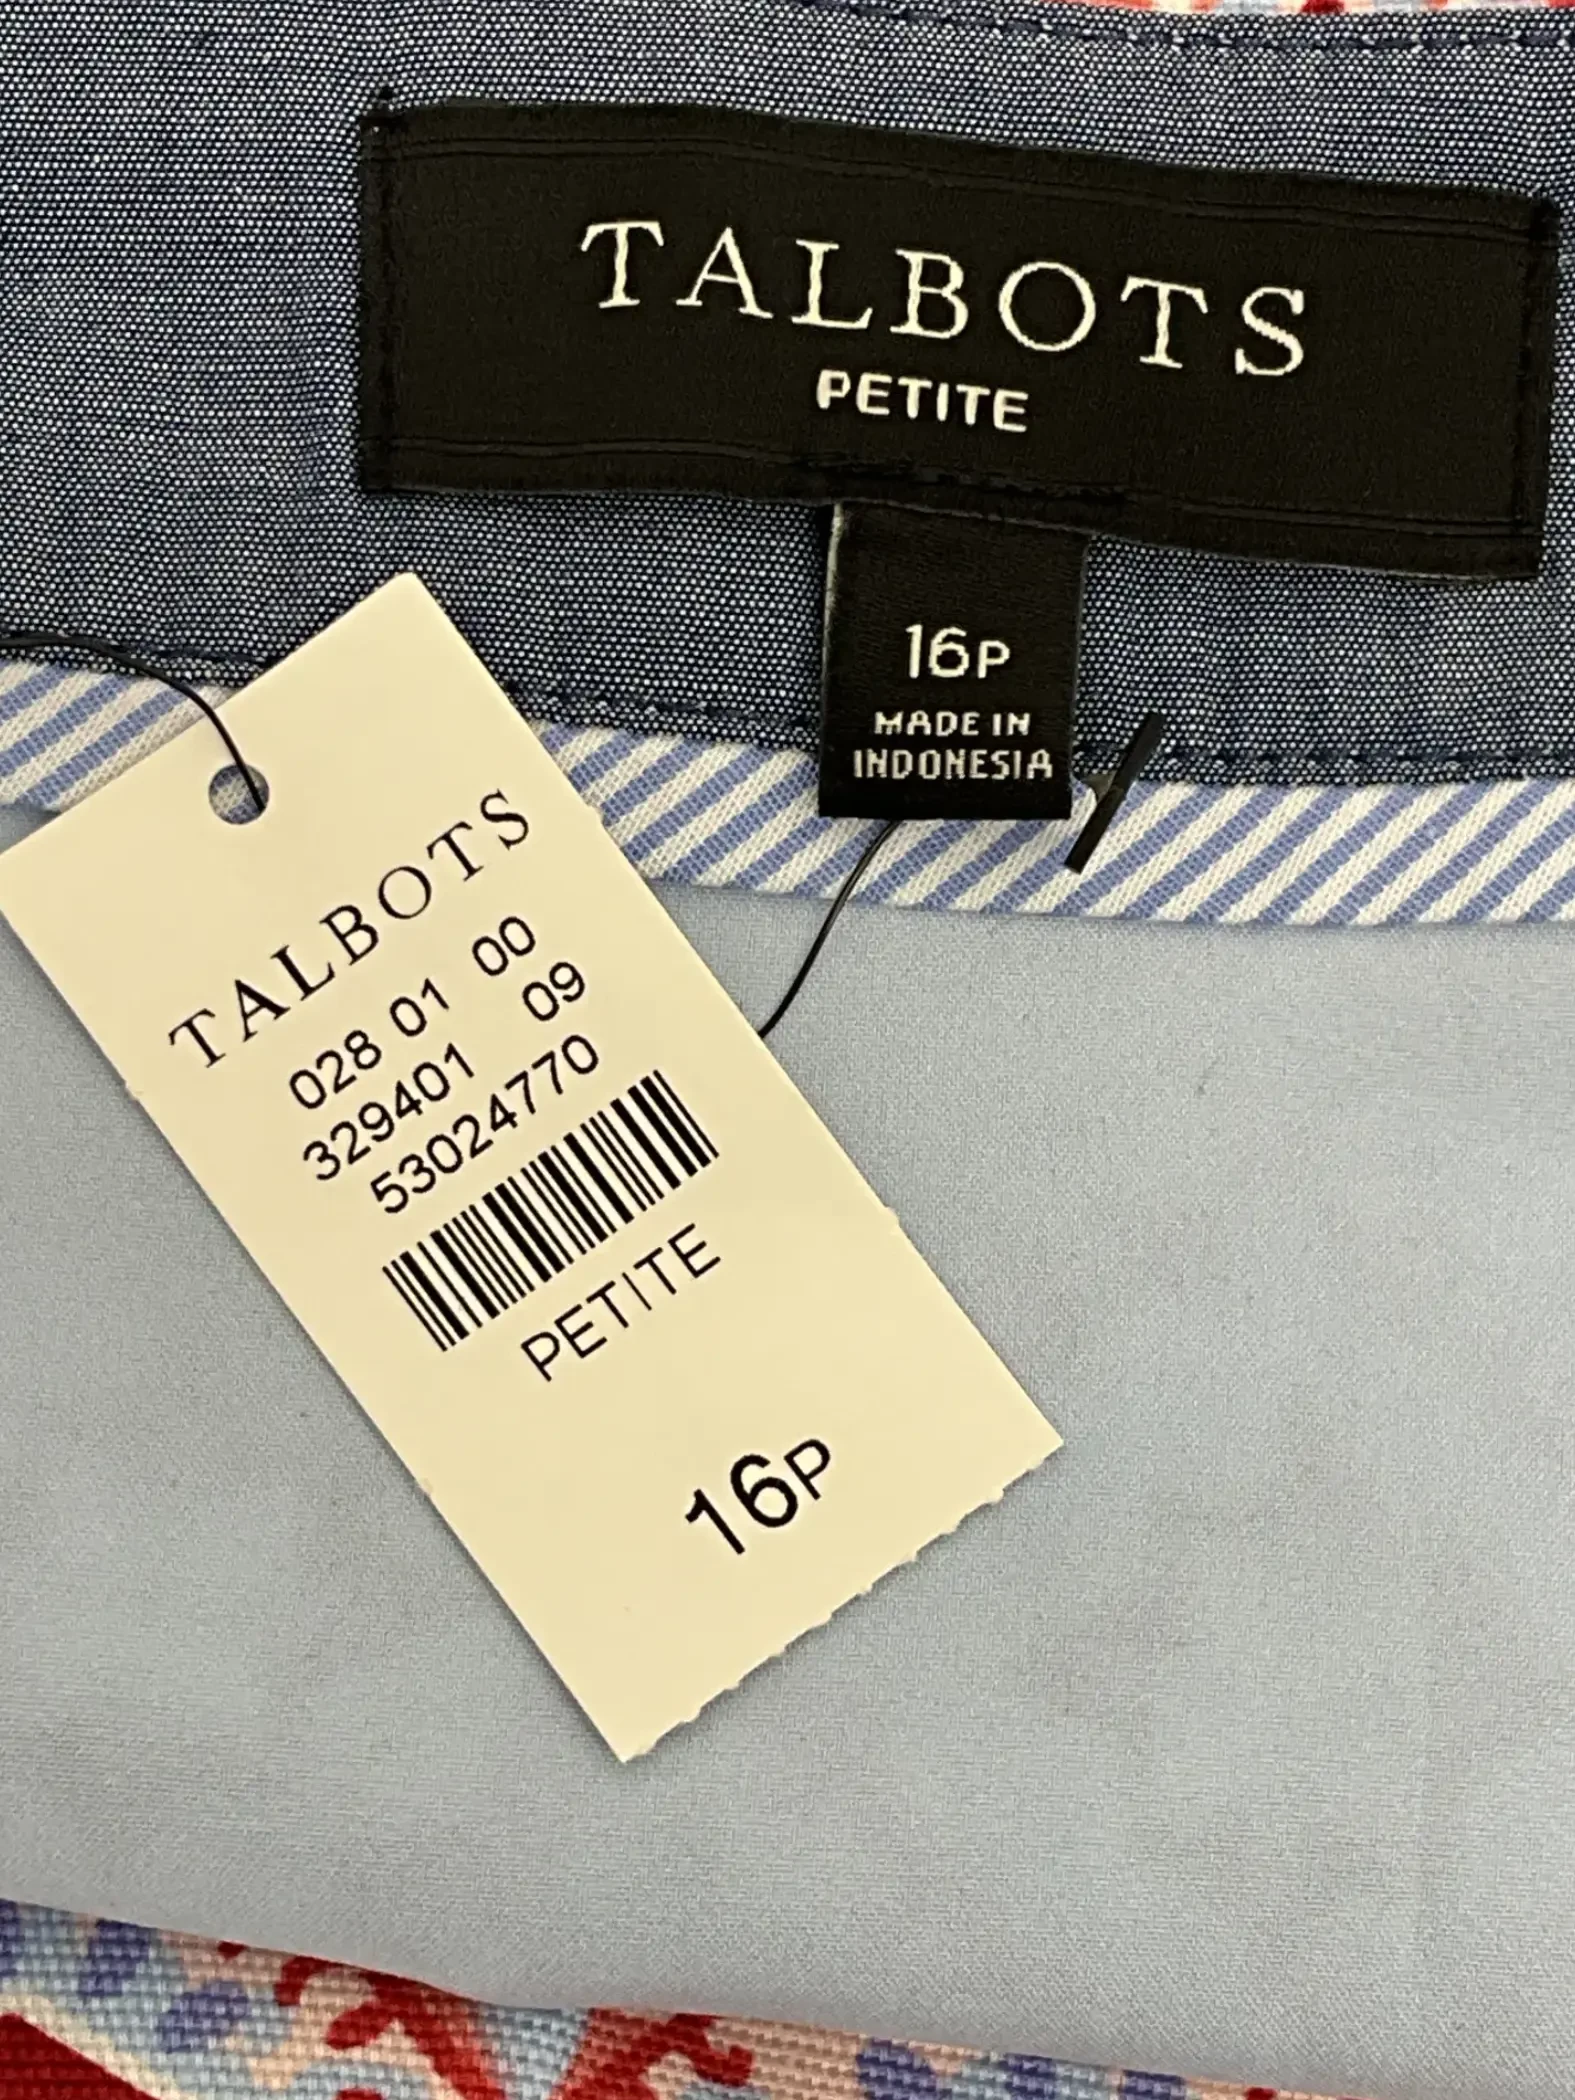 TALBOTS
PETITE
16P
MADE IN
INDONESIA
TALBOTS
028 01 00
329401 09
53024770
PETITE
16P